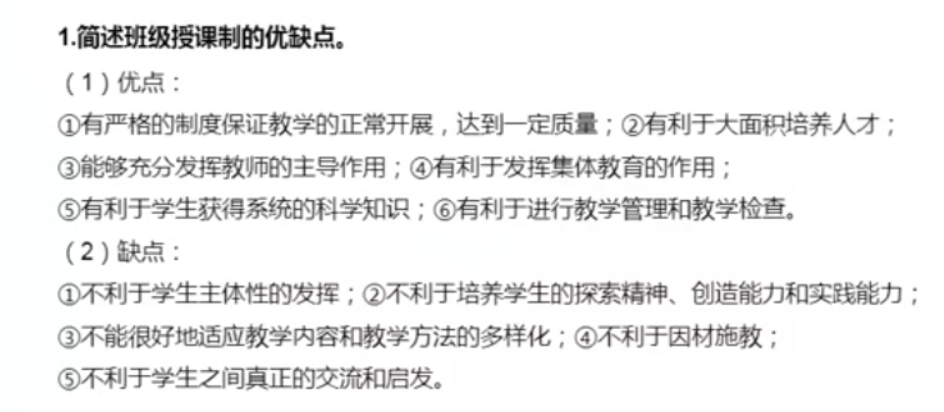 1.简述班级授课制的优缺点。
（1）优点：
①有严格的制度保证教学的正常开展，达到一定质量；②有利于大面积培养人才；
③能够充分发挥教师的主导作用；④有利于发挥集体教育的作用；
⑤有利于学生获得系统的科学知识；⑥有利于进行教学管理和教学检查。
（2）缺点：
①不利于学生主体性的发挥；②不利于培养学生的探索精神、创造能力和实践能力；
③不能很好地适应教学内容和教学方法的多样化；④不利于因材施教；
⑤不利于学生之间真正的交流和启发。